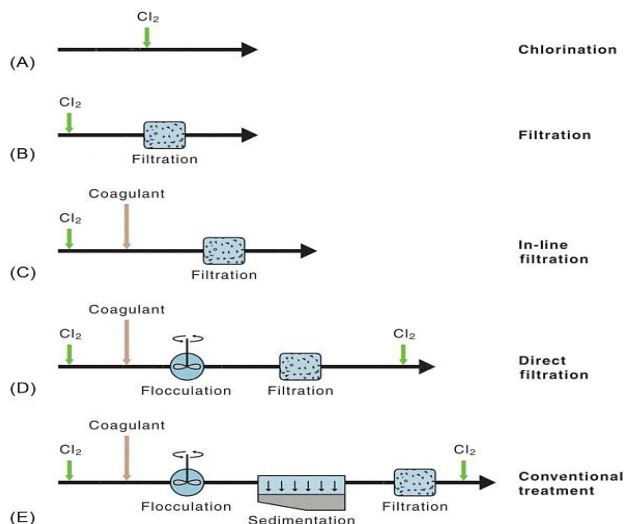 Cl₂
(A)
Chlorination
Cl₂
(B)
Filtration
Filtration
Coagulant
Cl₂
(C)
Filtration
In-line
filtration
Coagulant
Cl₂
Cl₂
(D)
Flocculation
Filtration
Direct
filtration
Coagulant
Cl₂
Cl₂
(E)
Flocculation
Sedimentation
Filtration
Conventional
treatment